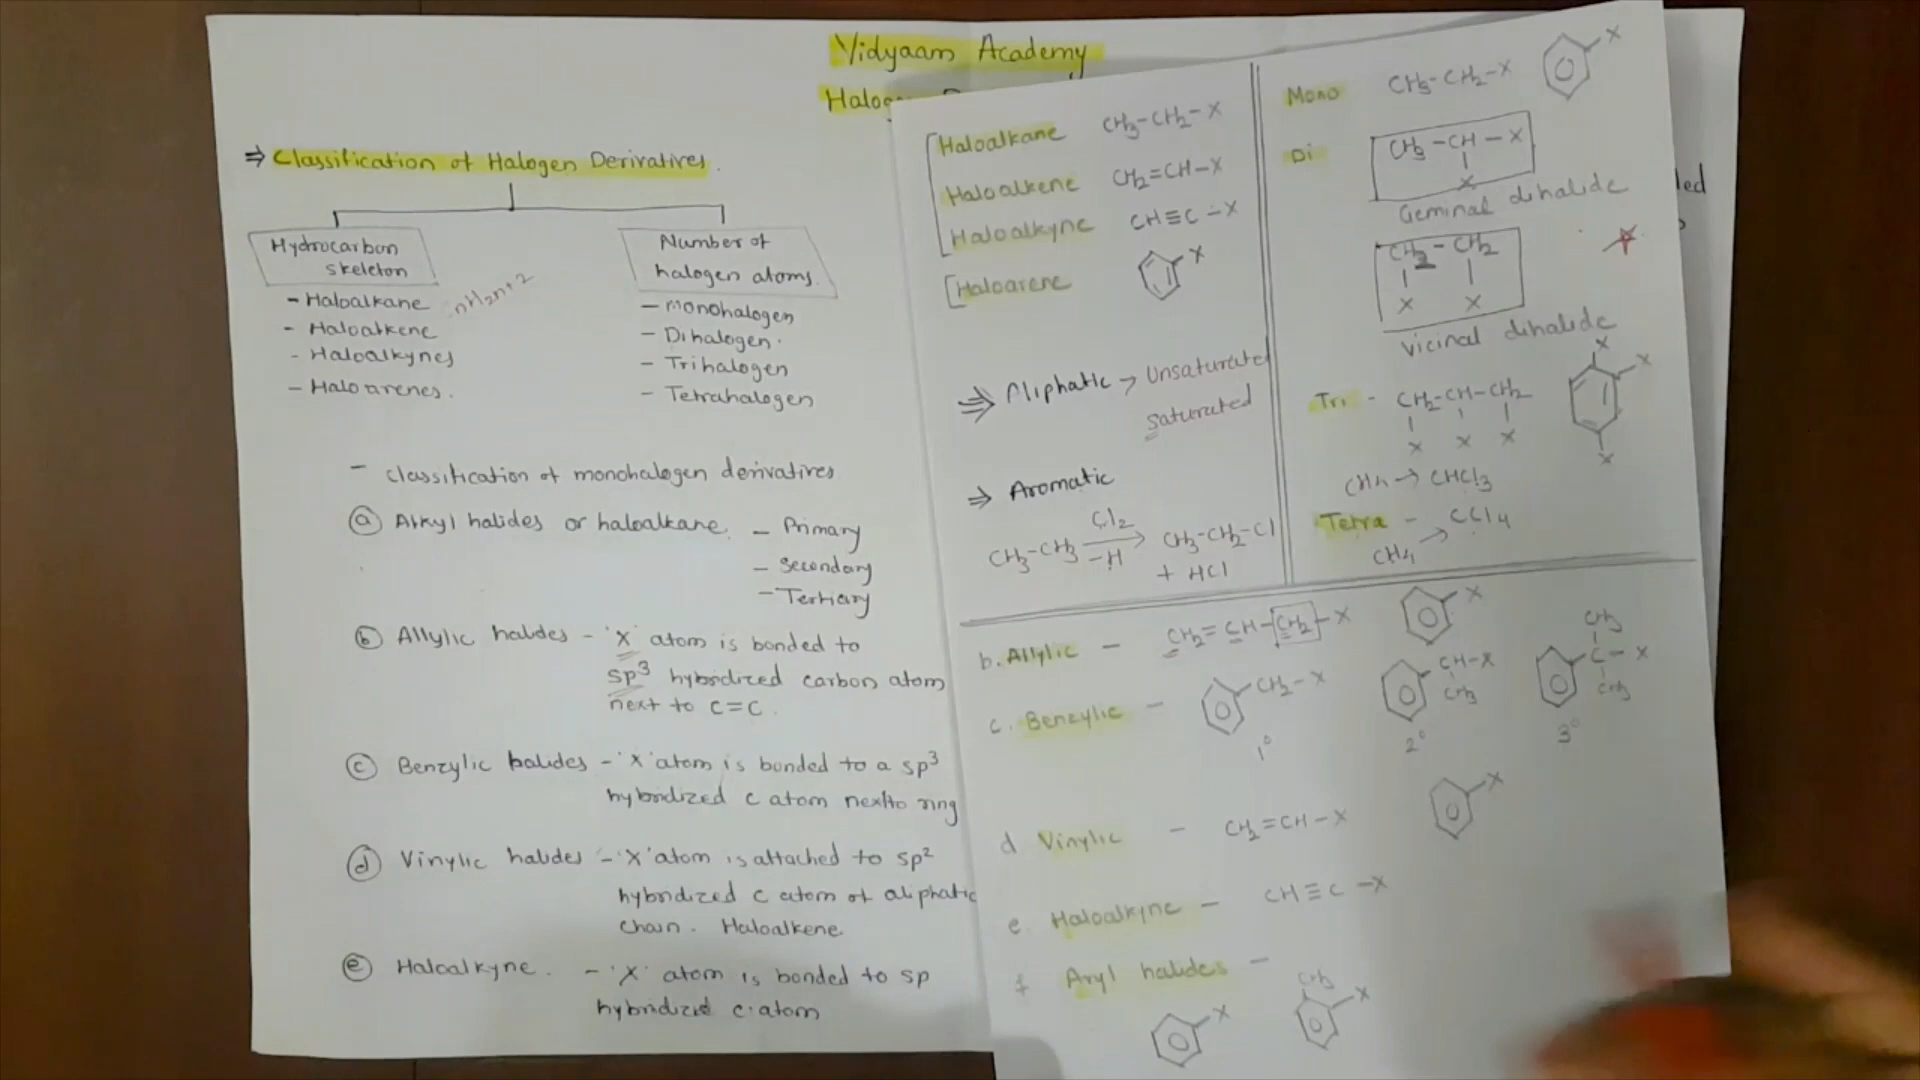 Vidyaam Academy
⇒ Classification of Halogen Derivatives.
Hydrocarbon
skeleton
- Haloalkane
nH2n+2
- Haloalkene
- Haloalkynes
- Haloarenes.
Number of
halogen atoms.
- Monohalogen
- Dihalogen.
- Trihalogen
- Tetrahalogen
- Classification of monohalogen derivatives
(a) Alkyl halides or haloalkane. - Primary
- Secondary
- Tertiary
(b) Allylic halides - 'X' atom is bonded to
sp³ hybridized carbon atom
next to C=C.
(c) Benzylic halides - 'X' atom is bonded to a sp³
hybridized c atom next to ring
(d) Vinylic halides - 'X' atom is attached to sp²
hybridized c atom of aliphatic
chain. Haloalkene
(e) Haloalkyne. - 'X' atom is bonded to sp
hybridized c.atom
Haloalkane CH3-CH2-X
Haloalkene CH2=CH-X
Haloalkyne CH≡C-X
Haloarene X
⇒ Aliphatic → Unsaturated
saturated
⇒ Aromatic
CH3-CH3 Cl2 -H → CH3-CH2-Cl
+ HCl
Mono CH3-CH2-X X
Di CH3-CH-X
X
Geminal dihalide
CH2-CH2
X X
Vicinal dihalide
Tri - CH2-CH-CH2
X X X
X X X
CH4 → CHCl3
Tetra - CCl4
CH4 →
b. Allylic - CH2=CH-CH2-X X
c. Benzylic - CH2-X 1°
CH-X
CH3
2°
CH3
C-X
CH3
3°
d Vinylic - CH2=CH-X X
e. Haloalkyne - CH≡C-X
f Aryl halides -
X
CH3
X
led